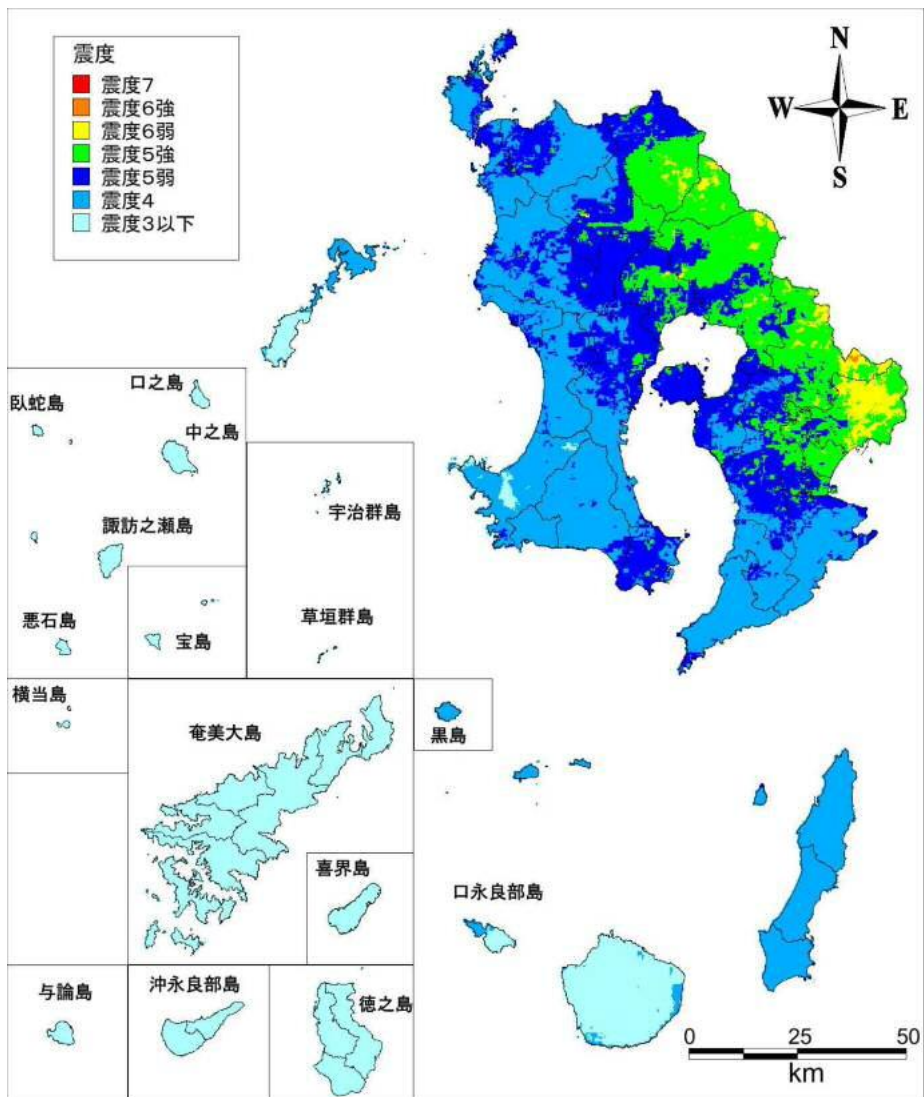 震度
震度7
震度6強
震度6弱
震度5強
震度5弱
震度4
震度3以下
N
W
E
S
口之島
臥蛇島
中之島
宇治群島
諏訪之瀬島
草垣群島
悪石島
宝島
横当島
奄美大島
黒島
喜界島
口永良部島
与論島
沖永良部島
徳之島
0 25 50
km